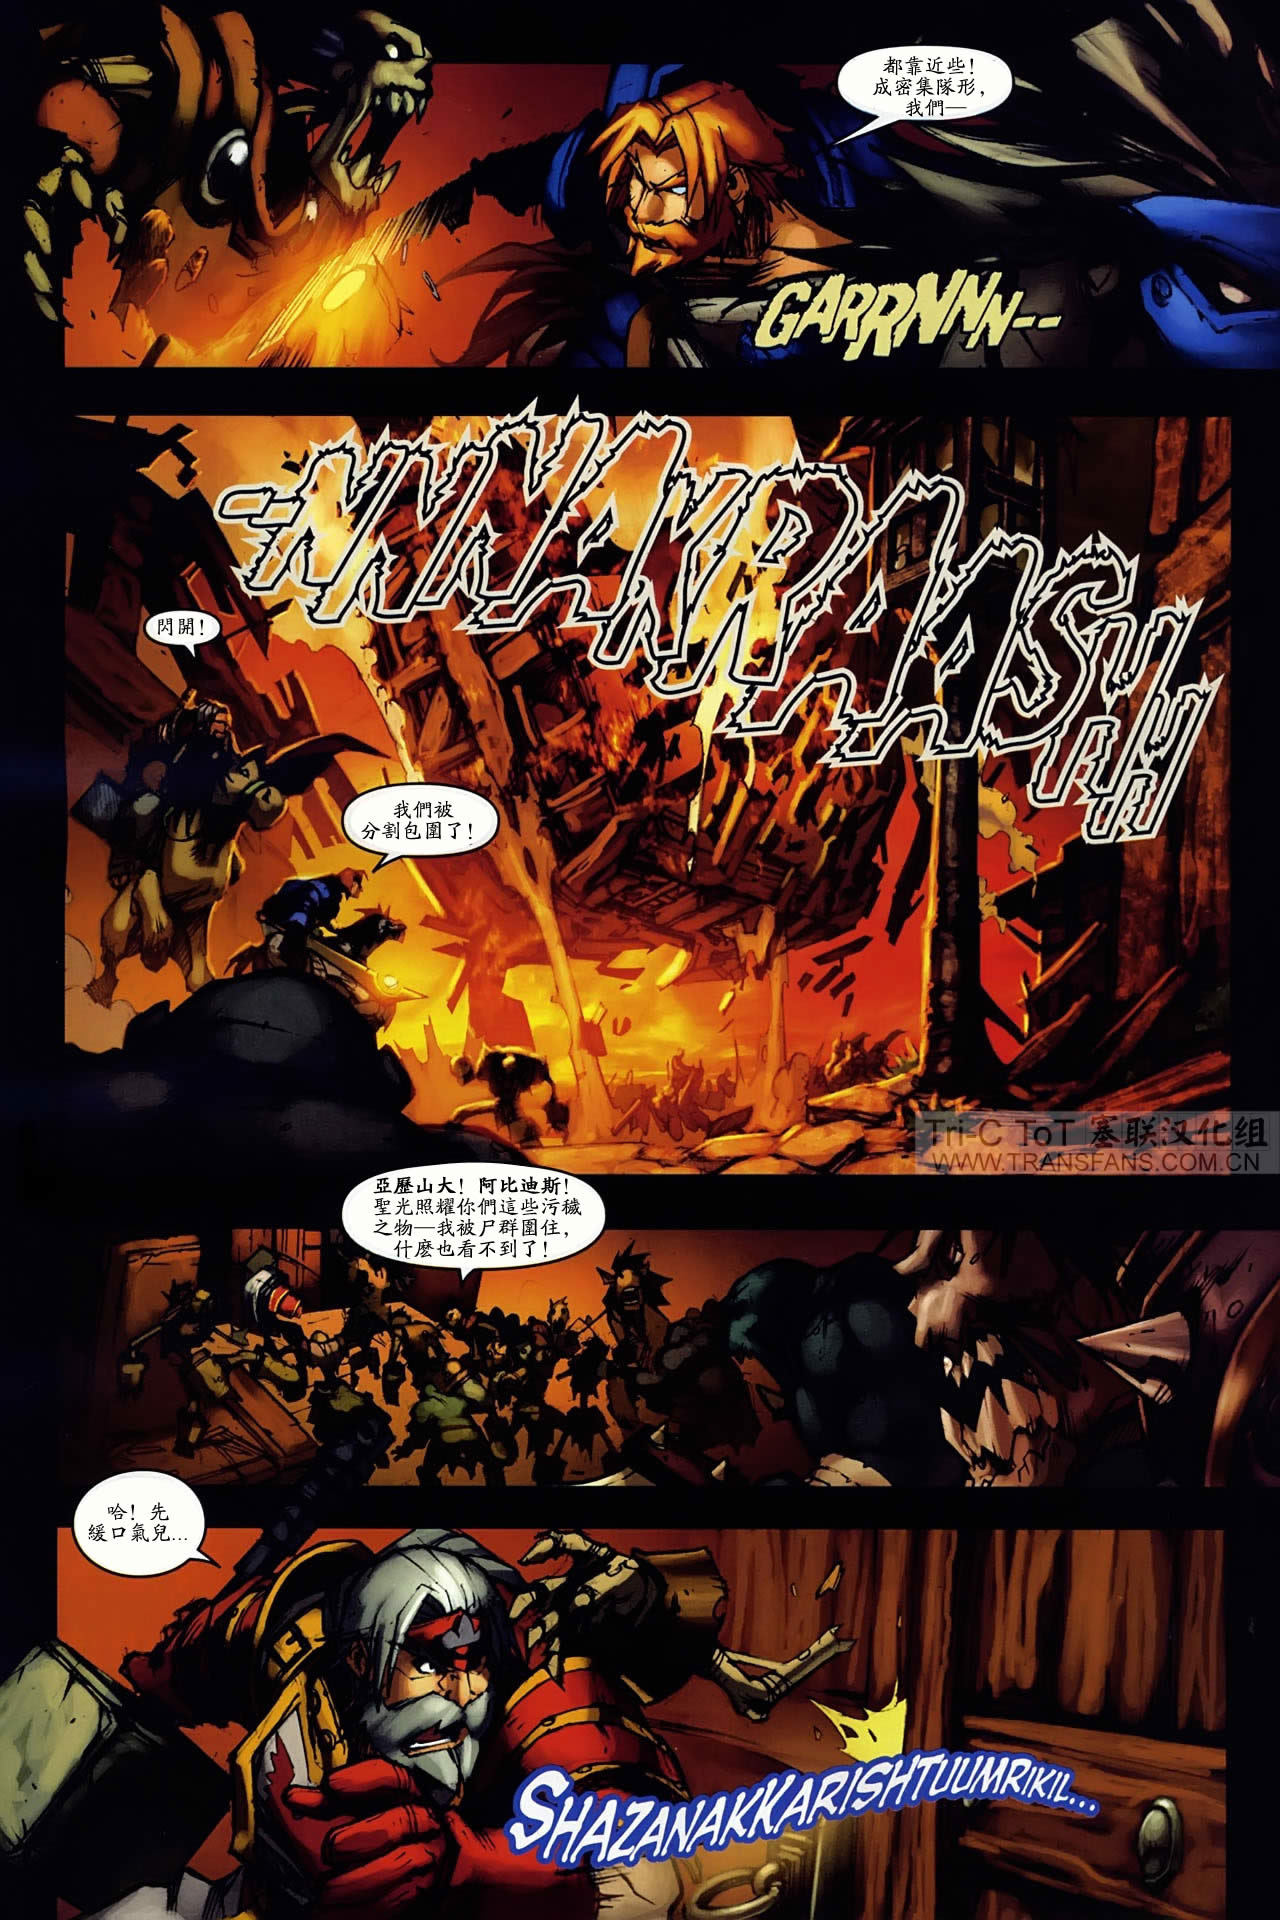 都靠近些！
成密集隊形，
我們—
GARRNNN--
-NNNNAKRAAASHHH
閃開！
我們被
分割包圍了！
Tri-C ToT 塞联汉化组
WWW.TRANSFANS.COM.CN
亞歷山大！阿比迪斯！
聖光照耀你們這些污穢
之物—我被尸群圍住，
什麽也看不到了！
哈！先
緩口氣兒...
SHAZANAKKARISHTUUMRIKIL...